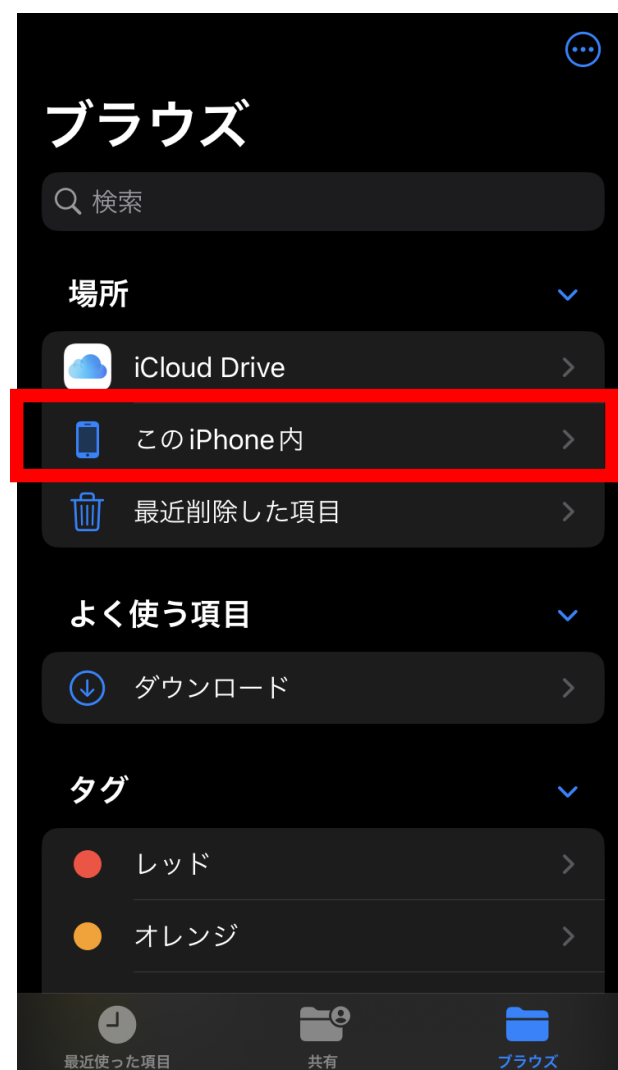 ブラウズ
検索
場所
iCloud Drive
このiPhone内
最近削除した項目
よく使う項目
ダウンロード
タグ
レッド
オレンジ
最近使った項目
共有
ブラウズ